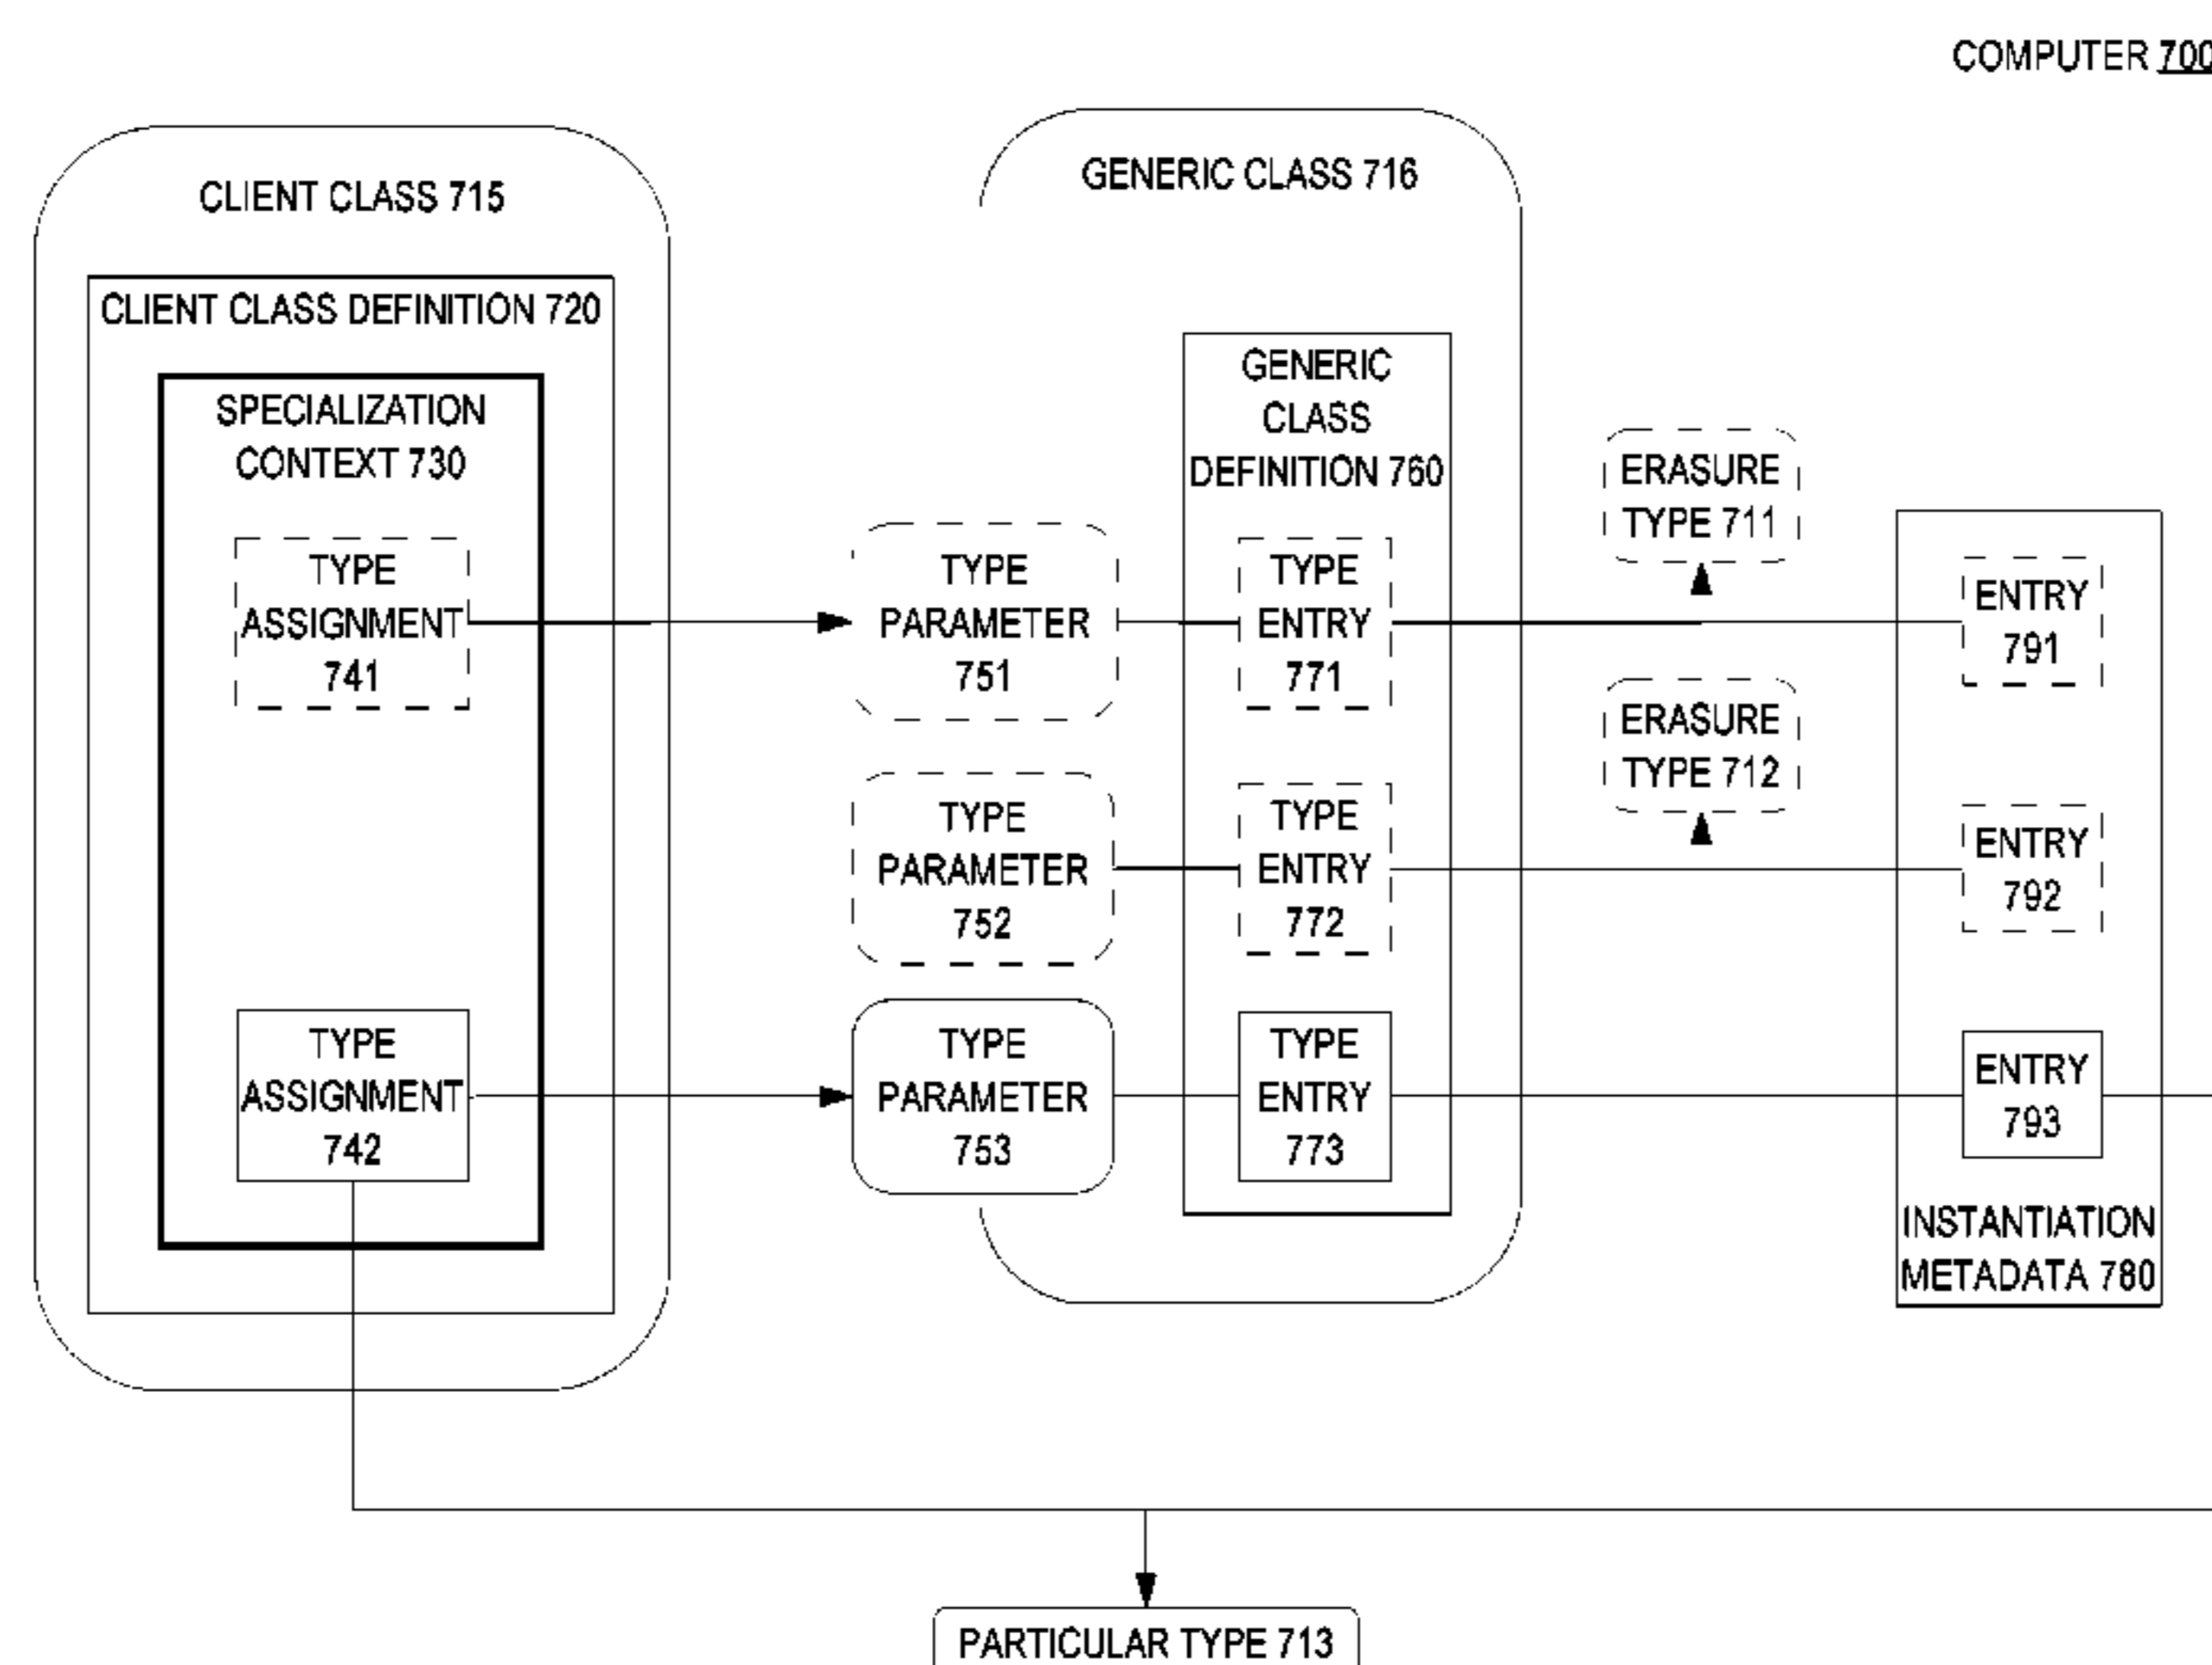 COMPUTER 700
CLIENT CLASS 715
GENERIC CLASS 716
CLIENT CLASS DEFINITION 720
SPECIALIZATION
CONTEXT 730
GENERIC
CLASS
DEFINITION 760
ERASURE
TYPE 711
TYPE
ASSIGNMENT
741
TYPE
PARAMETER
751
TYPE
ENTRY
771
ENTRY
791
ERASURE
TYPE 712
TYPE
PARAMETER
752
TYPE
ENTRY
772
ENTRY
792
TYPE
ASSIGNMENT
742
TYPE
PARAMETER
753
TYPE
ENTRY
773
ENTRY
793
INSTANTIATION
METADATA 780
PARTICULAR TYPE 713